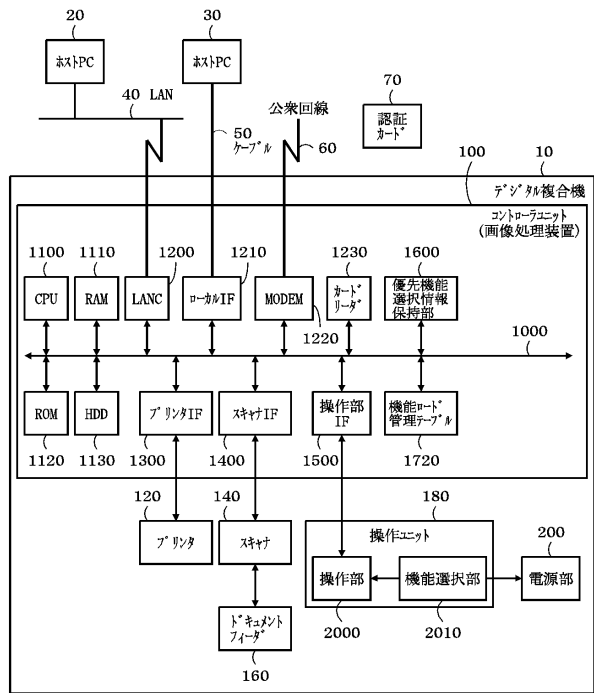 20
30
ホストPC
ホストPC
40
LAN
公衆回線
70
認証
カード
50
ケーブル
60
100
10
デジタル複合機
コントローラユニット
(画像処理装置)
1100
1110
1200
1210
1230
1600
CPU
RAM
LANC
ローカルIF
MODEM
カード
リーダ
優先機能
選択情報
保持部
1220
1000
ROM
HDD
プリンタIF
スキャナIF
操作部
IF
機能ロード
管理テーブル
1120
1130
1300
1400
1500
1720
120
140
180
プリンタ
スキャナ
操作ユニット
200
操作部
機能選択部
電源部
2000
2010
ドキュメント
フィーダ
160